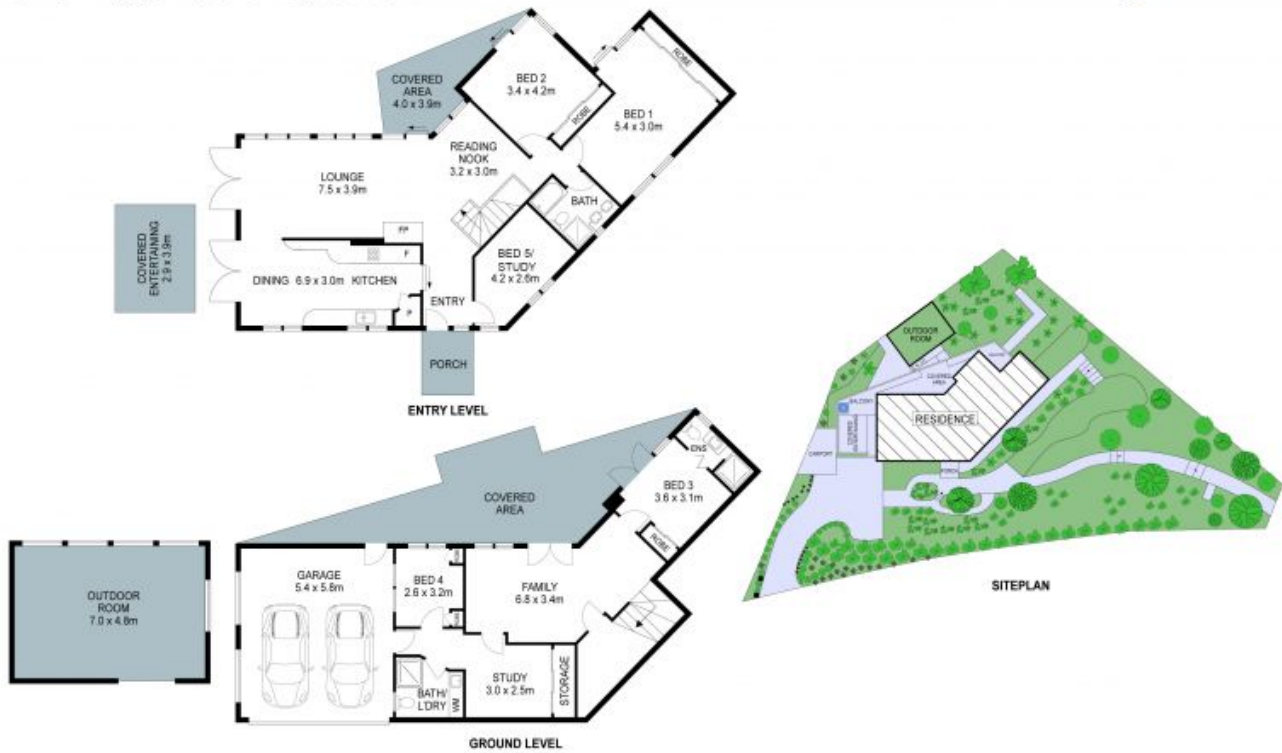 COVERED
AREA
4.0 x 3.9m
BED 2
3.4 x 4.2m
ROBE
ROBE
BED 1
5.4 x 3.0m
READING
NOOK
3.2 x 3.0m
LOUNGE
7.5 x 3.9m
BATH
FP
COVERED
ENTERTAINING
2.9 x 3.9m
DINING 6.9 x 3.0m KITCHEN
F
P
BED 5/
STUDY
4.2 x 2.6m
ENTRY
PORCH
ENTRY LEVEL
OUTDOOR
ROOM
COVERED
AREA
BALCONY
RESIDENCE
COVERED
ENTERTAINING
CARPORT
PORCH
SITEPLAN
ENS
BED 3
3.6 x 3.1m
COVERED
AREA
ROBE
GARAGE
5.4 x 5.8m
BED 4
2.6 x 3.2m
FAMILY
6.8 x 3.4m
OUTDOOR
ROOM
7.0 x 4.8m
STUDY
3.0 x 2.5m
STORAGE
BATH/
L'DRY
WM
GROUND LEVEL